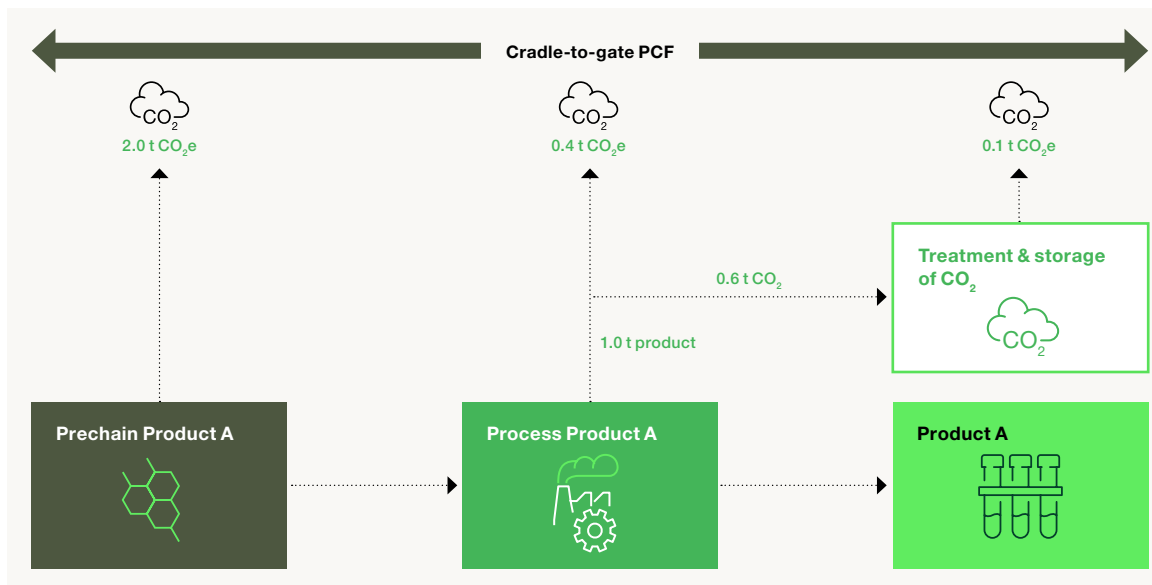 Cradle-to-gate PCF
CO₂
2.0 t CO₂e
CO₂
0.4 t CO₂e
CO₂
0.1 t CO₂e
Treatment & storage
of CO₂
CO₂
0.6 t CO₂
1.0 t product
Prechain Product A
Process Product A
Product A